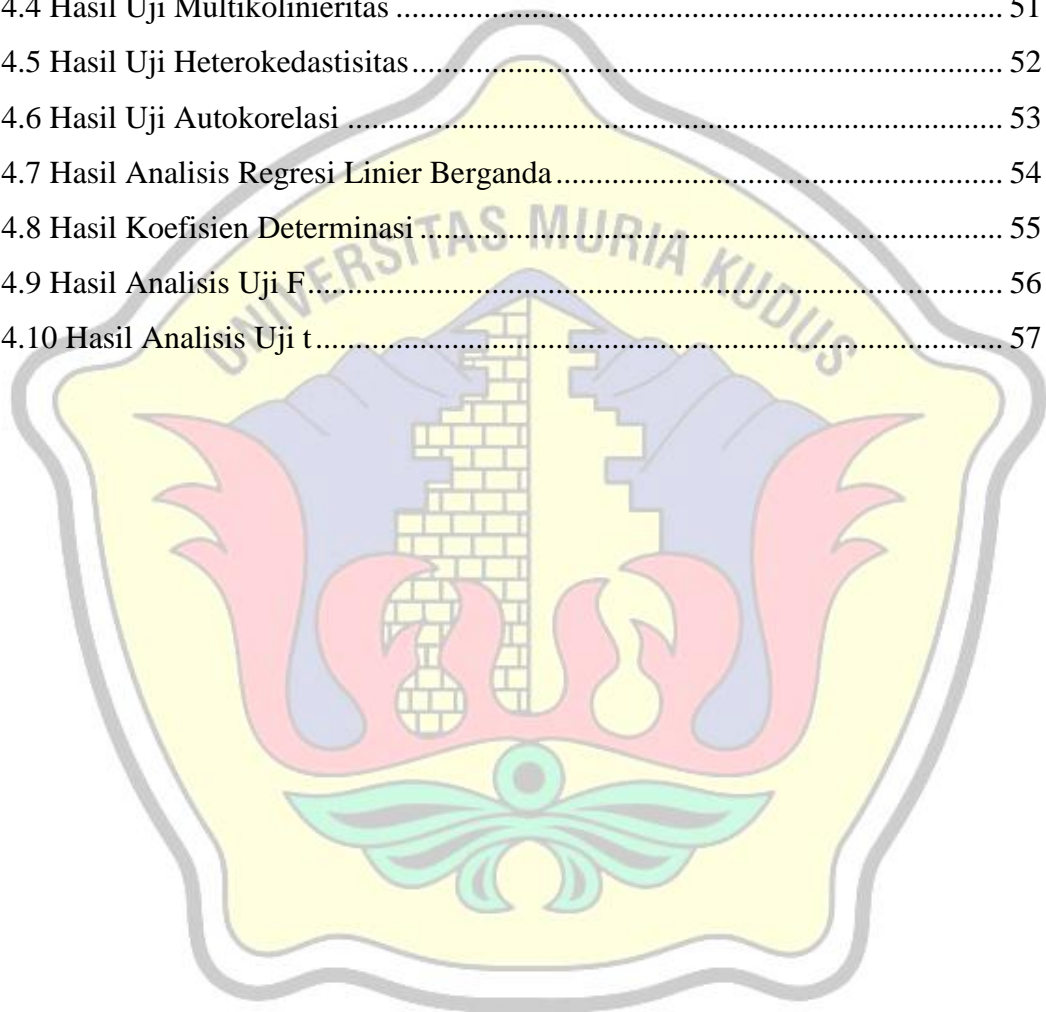 4.4 Hasil Uji Multikolinieritas ........................................................................... 51
4.5 Hasil Uji Heterokedastisitas ......................................................................... 52
4.6 Hasil Uji Autokorelasi ................................................................................. 53
4.7 Hasil Analisis Regresi Linier Berganda ....................................................... 54
4.8 Hasil Koefisien Determinasi ........................................................................ 55
4.9 Hasil Analisis Uji F ...................................................................................... 56
4.10 Hasil Analisis Uji t ..................................................................................... 57
UNIVERSITAS MURIA KUDUS